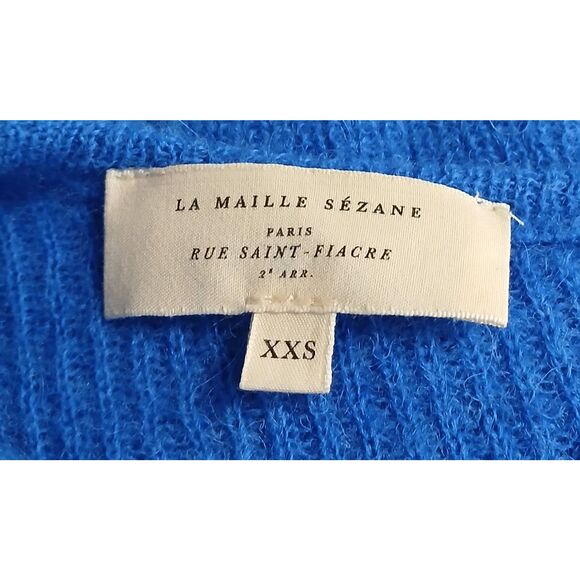 LA MAILLE SÉZANE
PARIS
RUE SAINT-FIACRE
2ᵉ ARR.
XXS